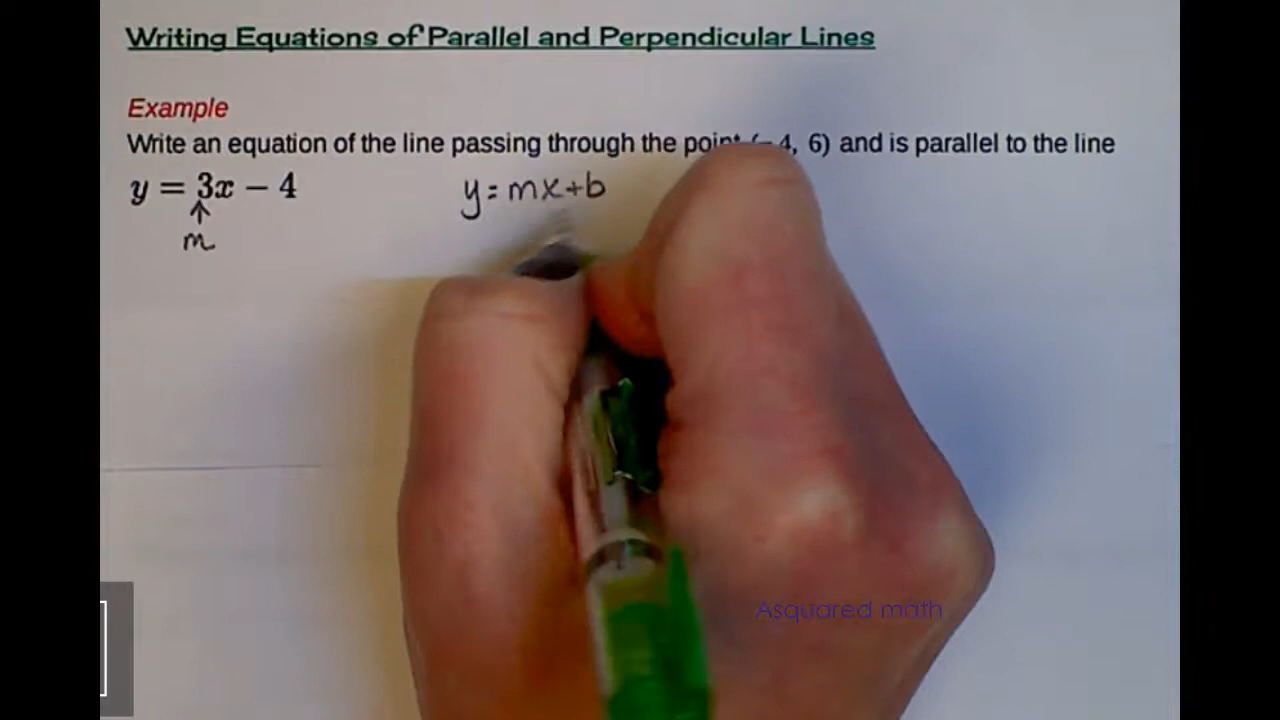 Writing Equations of Parallel and Perpendicular Lines
Example
Write an equation of the line passing through the point (−4, 6) and is parallel to the line
y = 3x − 4
y = mx + b
↑
m
Asquared math